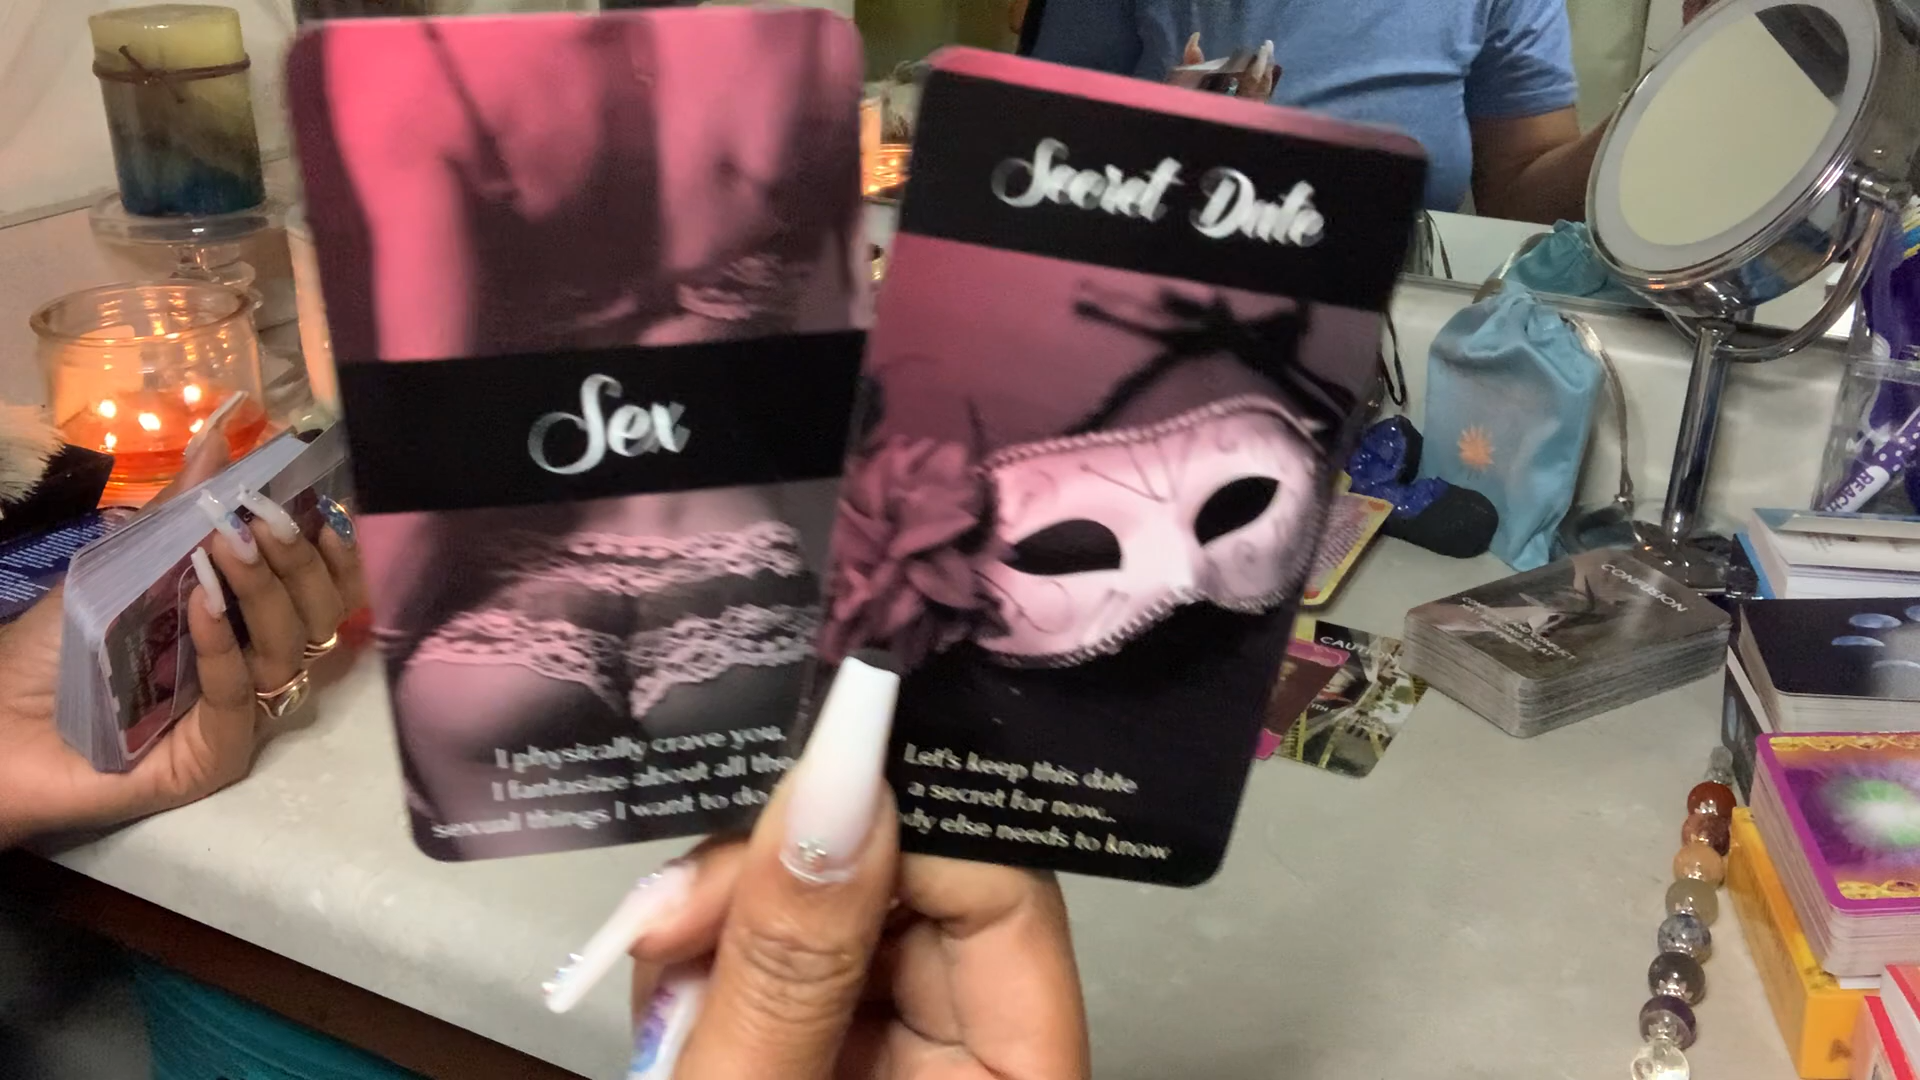 Secret Date
Sex
I physically crave you.
I fantasize about all the
sexual things I want to do
Let's keep this date
a secret for now..
else needs to know
CONFUSION
REACH